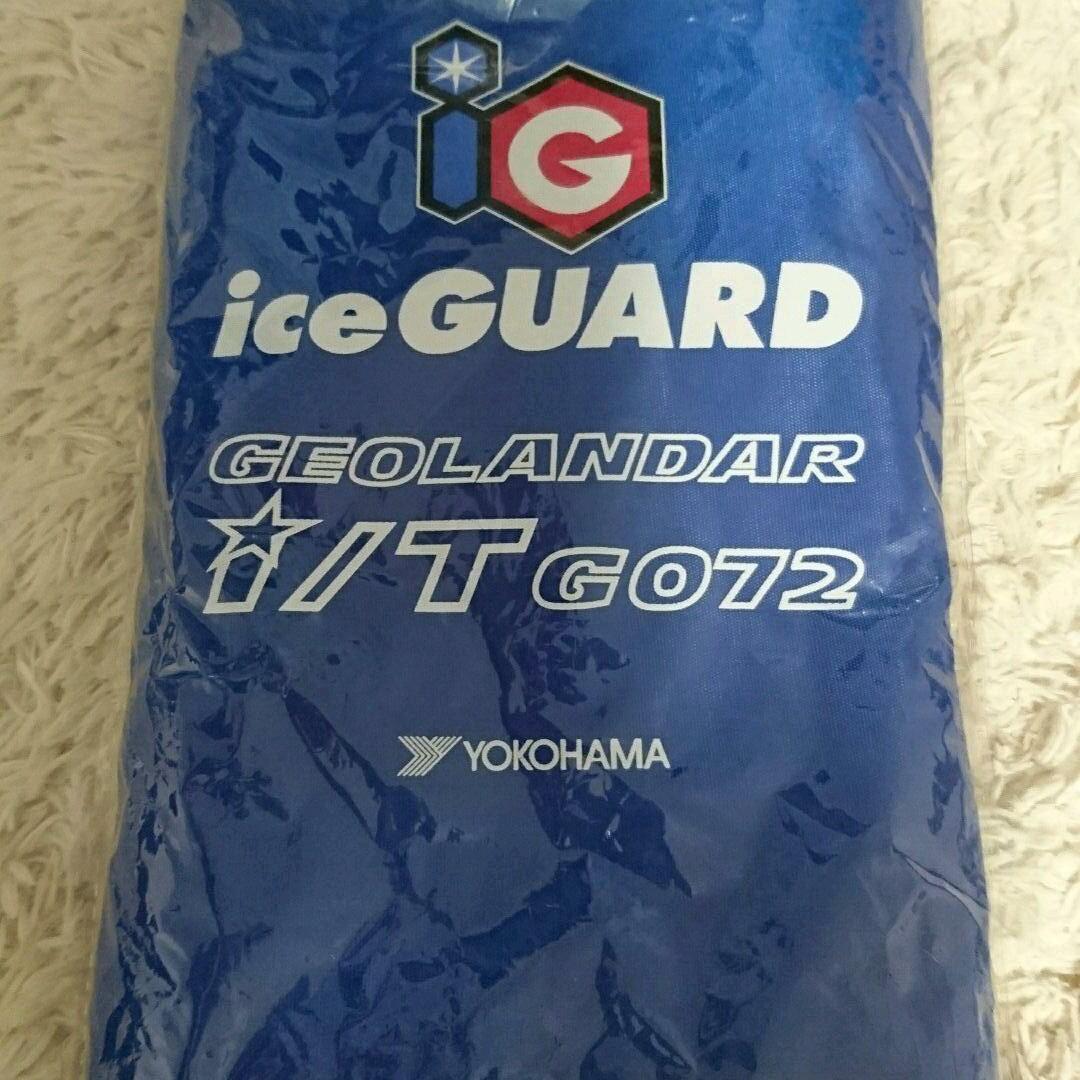 iG
iceGUARD
GEOLANDAR
i/T G072
YOKOHAMA